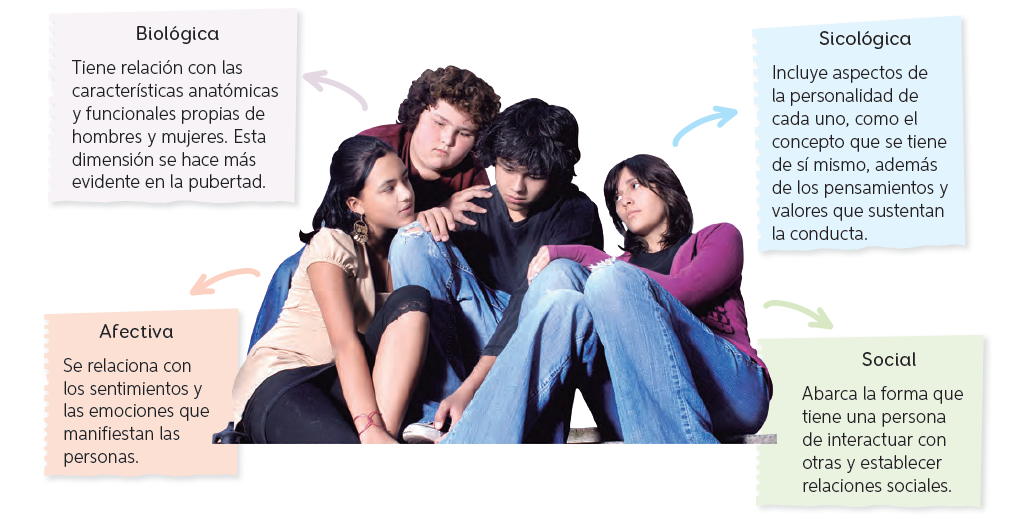 Biológica
Tiene relación con las
características anatómicas
y funcionales propias de
hombres y mujeres. Esta
dimensión se hace más
evidente en la pubertad.
Sicológica
Incluye aspectos de
la personalidad de
cada uno, como el
concepto que se tiene
de sí mismo, además
de los pensamientos y
valores que sustentan
la conducta.
Afectiva
Se relaciona con
los sentimientos y
las emociones que
manifiestan las
personas.
Social
Abarca la forma que
tiene una persona
de interactuar con
otras y establecer
relaciones sociales.